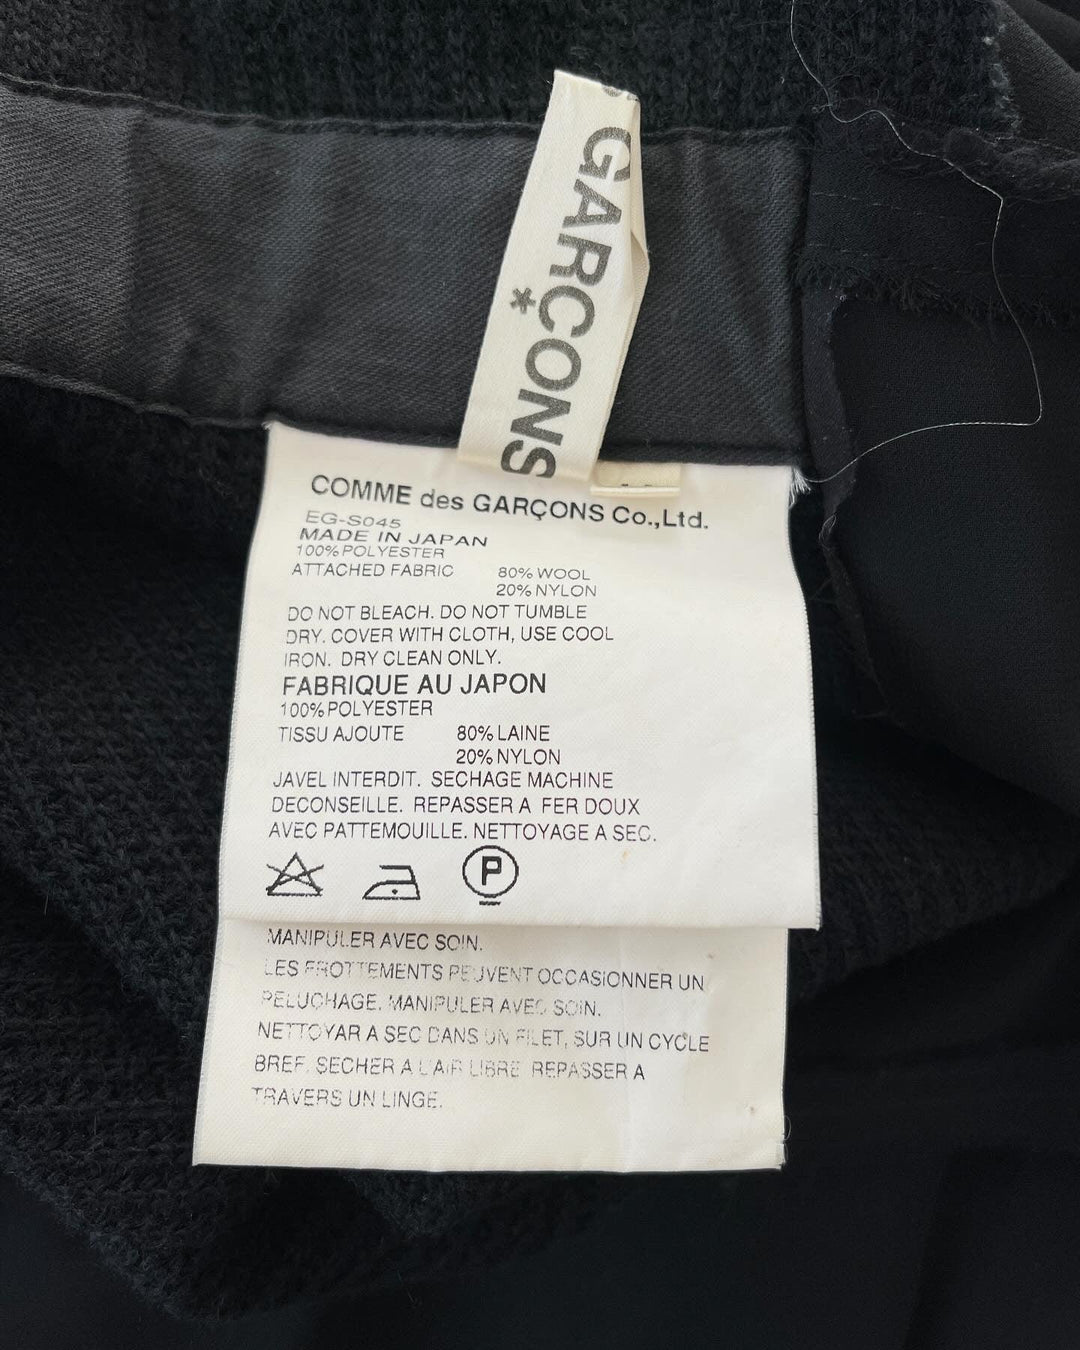 GARÇONS
*
COMME des GARÇONS Co.,Ltd.
EG-S045
MADE IN JAPAN
100% POLYESTER
ATTACHED FABRIC 80% WOOL
20% NYLON
DO NOT BLEACH. DO NOT TUMBLE
DRY. COVER WITH CLOTH, USE COOL
IRON. DRY CLEAN ONLY.
FABRIQUE AU JAPON
100% POLYESTER
TISSU AJOUTE 80% LAINE
20% NYLON
JAVEL INTERDIT. SECHAGE MACHINE
DECONSEILLE. REPASSER A FER DOUX
AVEC PATTEMOUILLE. NETTOYAGE A SEC.
P
MANIPULER AVEC SOIN.
LES FROTTEMENTS PEUVENT OCCASIONNER UN
PELUCHAGE. MANIPULER AVEC SOIN.
NETTOYAR A SEC DANS UN FILET, SUR UN CYCLE
BREF. SECHER A L'AIR LIBRE REPASSER A
TRAVERS UN LINGE.